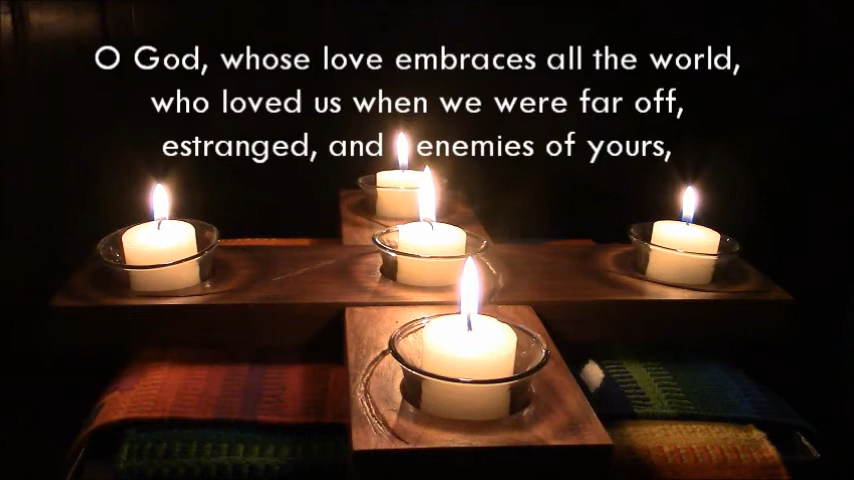 O God, whose love embraces all the world,
who loved us when we were far off,
estranged, and enemies of yours,